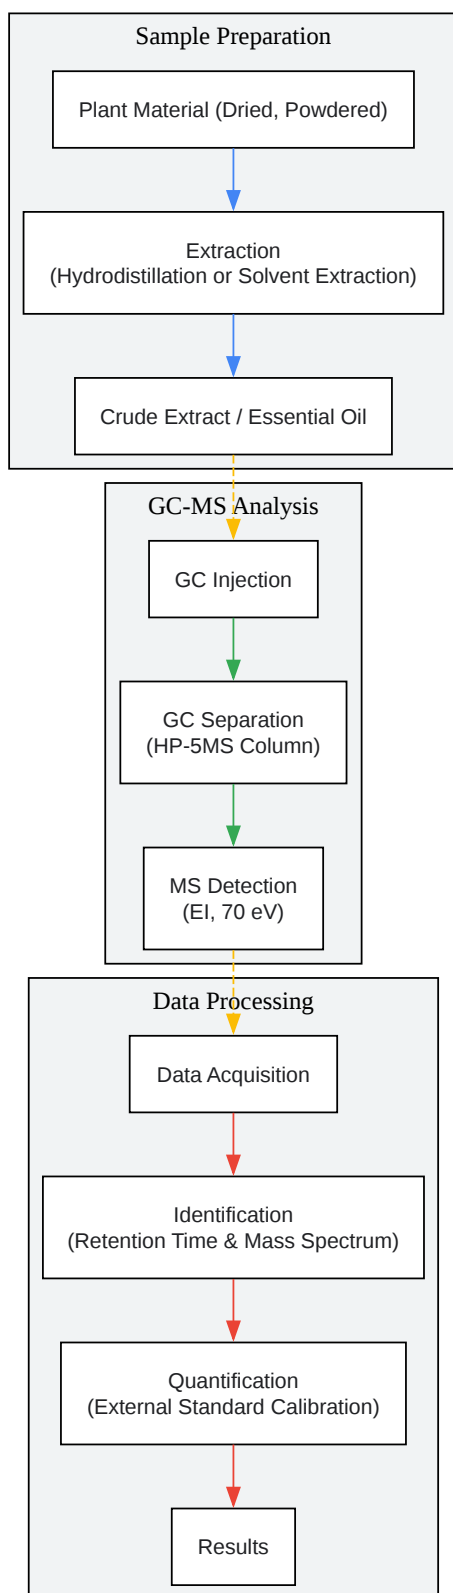 Sample Preparation
Plant Material (Dried, Powdered)
Extraction
(Hydrodistillation or Solvent Extraction)
Crude Extract / Essential Oil
GC-MS Analysis
GC Injection
GC Separation
(HP-5MS Column)
MS Detection
(EI, 70 eV)
Data Processing
Data Acquisition
Identification
(Retention Time & Mass Spectrum)
Quantification
(External Standard Calibration)
Results